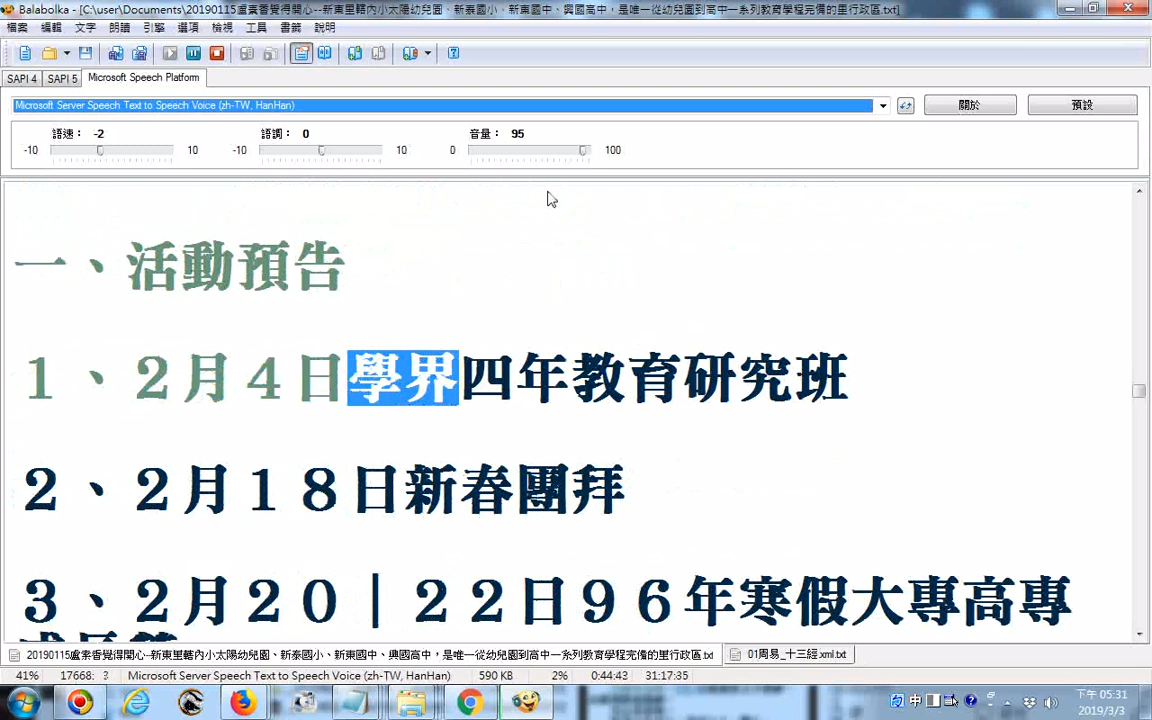 Balabolka - [C:\user\Documents\20190115盧素香覺得開心--新東里轄內小太陽幼兒園、新泰國小、新東國中、興國高中，是唯一從幼兒園到高中一系列教育學程完備的里行政區.txt]
檔案 編輯 文字 朗讀 引擎 選項 檢視 工具 書籤 說明
SAPI 4 SAPI 5 Microsoft Speech Platform
Microsoft Server Speech Text to Speech Voice (zh-TW, HanHan) 關於 預設
語速： -2 語調： 0 音量： 95
-10 10 -10 10 0 100
一、活動預告
１、２月４日學界四年教育研究班
２、２月１８日新春團拜
３、２月２０｜２２日９６年寒假大專高專
20190115盧素香覺得開心--新東里轄內小太陽幼兒園、新泰國小、新東國中、興國高中，是唯一從幼兒園到高中一系列教育學程完備的里行政區.txt 01周易_十三經.xml.txt
41% 17668: 3 Microsoft Server Speech Text to Speech Voice (zh-TW, HanHan) 590 KB 2% 0:44:43 31:17:35
中 下午 05:31
2019/3/3